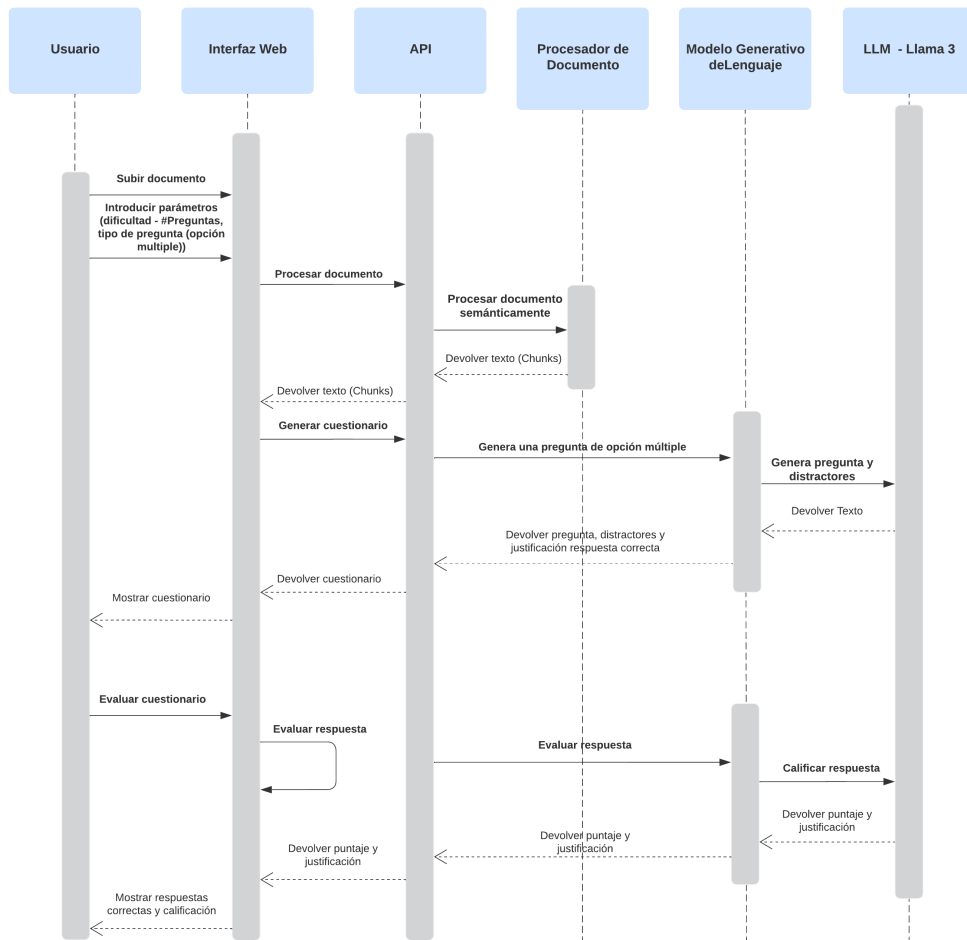 Usuario
Interfaz Web
API
Procesador de
Documento
Modelo Generativo
deLenguaje
LLM - Llama 3
Subir documento
Introducir parámetros
(dificultad - #Preguntas,
tipo de pregunta (opción
multiple))
Procesar documento
Procesar documento
semánticamente
Devolver texto (Chunks)
Devolver texto (Chunks)
Generar cuestionario
Genera una pregunta de opción múltiple
Genera pregunta y
distractores
Devolver Texto
Devolver pregunta, distractores y
justificación respuesta correcta
Devolver cuestionario
Mostrar cuestionario
Evaluar cuestionario
Evaluar respuesta
Evaluar respuesta
Calificar respuesta
Devolver puntaje y
justificación
Devolver puntaje y
justificación
Devolver puntaje y
justificación
Mostrar respuestas
correctas y calificación